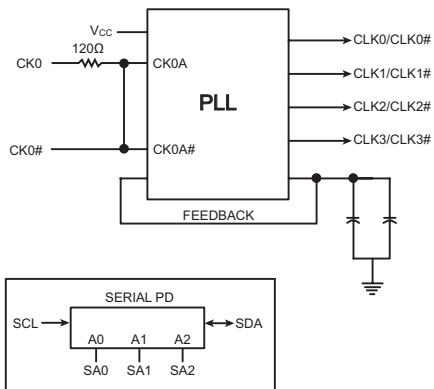 VCC
120Ω
CK0
CK0A
CLK0/CLK0#
CLK1/CLK1#
PLL
CLK2/CLK2#
CLK3/CLK3#
CK0#
CK0A#
FEEDBACK
SERIAL PD
SCL
SDA
A0 A1 A2
SA0 SA1 SA2